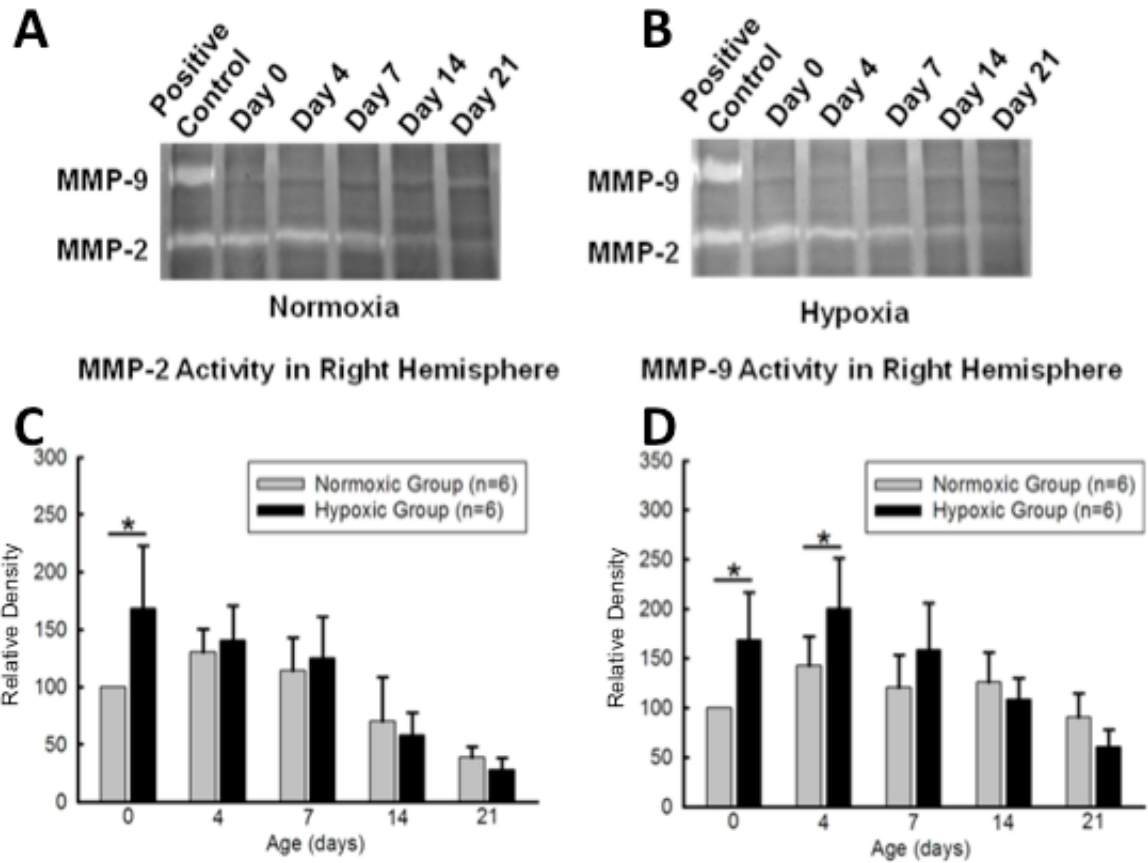 A
Positive Control Day 0 Day 4 Day 7 Day 14 Day 21
MMP-9
MMP-2
Normoxia
B
Positive Control Day 0 Day 4 Day 7 Day 14 Day 21
MMP-9
MMP-2
Hypoxia
MMP-2 Activity in Right Hemisphere
C
300
250
200
150
100
50
0
Relative Density
Normoxic Group (n=6)
Hypoxic Group (n=6)
*
0 4 7 14 21
Age (days)
MMP-9 Activity in Right Hemisphere
D
350
300
250
200
150
100
50
0
Relative Density
Normoxic Group (n=6)
Hypoxic Group (n=6)
*
*
0 4 7 14 21
Age (days)